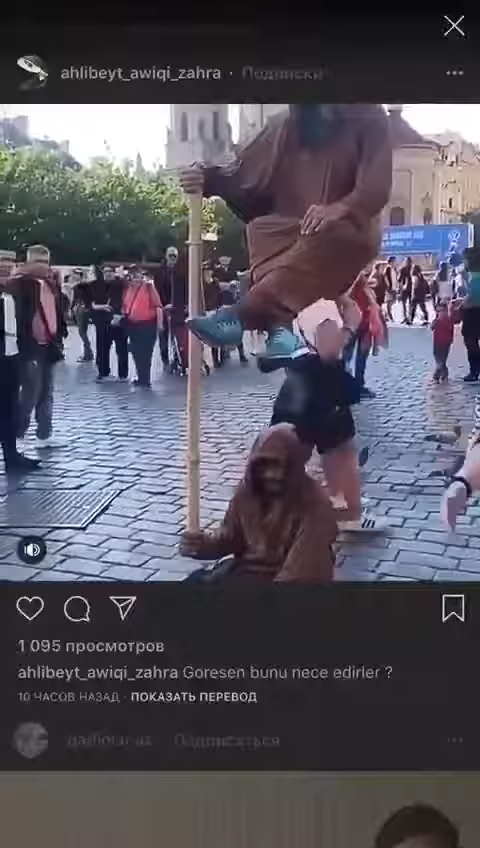 ahlibeyt_awiqi_zahra · Подписки
1 095 просмотров
ahlibeyt_awiqi_zahra Goresen bunu nece edirler ?
10 ЧАСОВ НАЗАД · ПОКАЗАТЬ ПЕРЕВОД
Подписаться